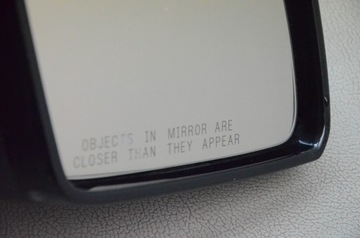 OBJECTS IN MIRROR ARE
CLOSER THAN THEY APPEAR